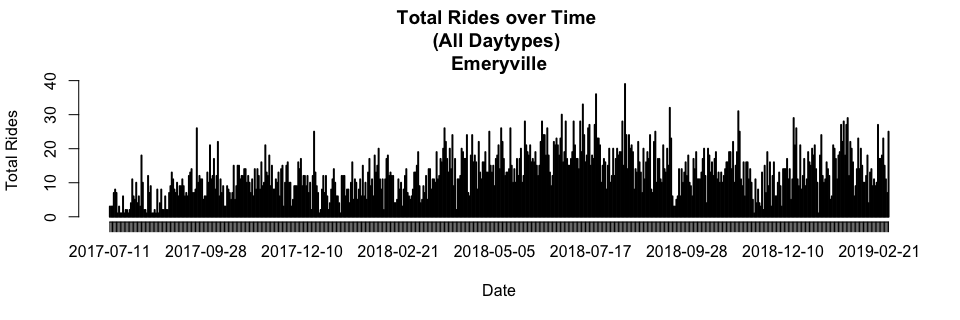 Total Rides over Time
(All Daytypes)
Emeryville
Total Rides
40
30
20
10
0
2017-07-11 2017-09-28 2017-12-10 2018-02-21 2018-05-05 2018-07-17 2018-09-28 2018-12-10 2019-02-21
Date